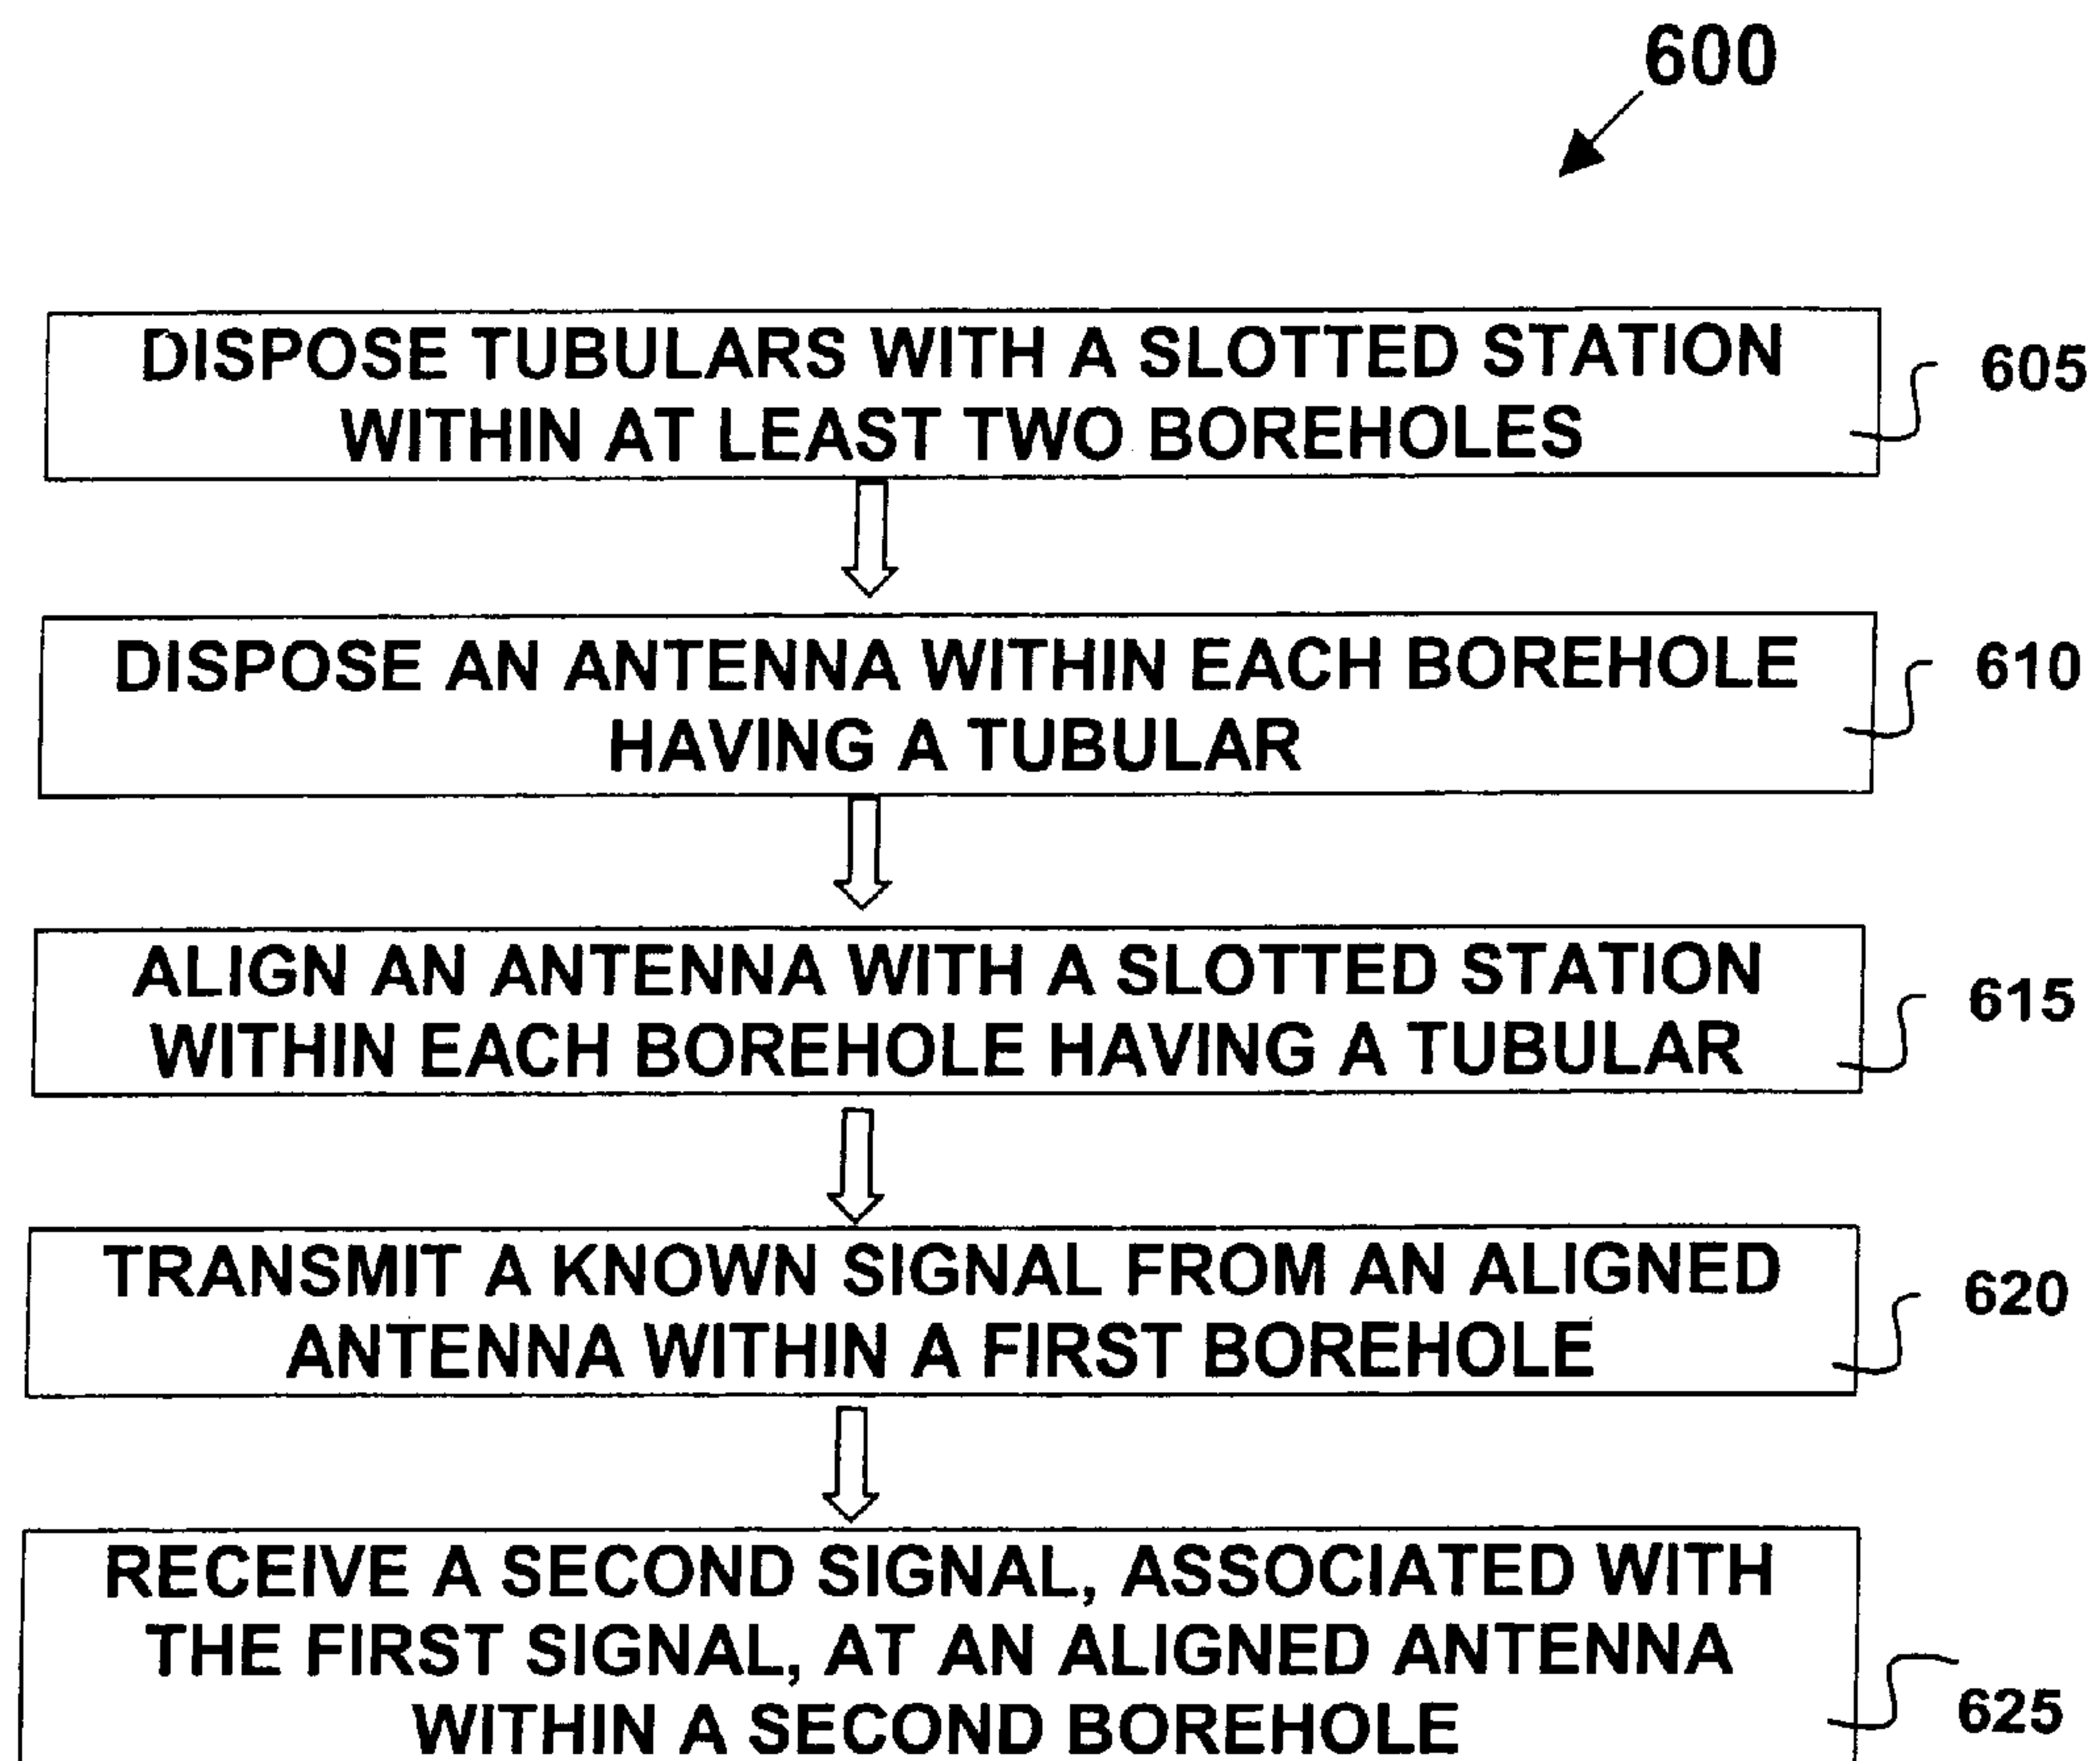 600
DISPOSE TUBULARS WITH A SLOTTED STATION
WITHIN AT LEAST TWO BOREHOLES
605
DISPOSE AN ANTENNA WITHIN EACH BOREHOLE
HAVING A TUBULAR
610
ALIGN AN ANTENNA WITH A SLOTTED STATION
WITHIN EACH BOREHOLE HAVING A TUBULAR
615
TRANSMIT A KNOWN SIGNAL FROM AN ALIGNED
ANTENNA WITHIN A FIRST BOREHOLE
620
RECEIVE A SECOND SIGNAL, ASSOCIATED WITH
THE FIRST SIGNAL, AT AN ALIGNED ANTENNA
WITHIN A SECOND BOREHOLE
625